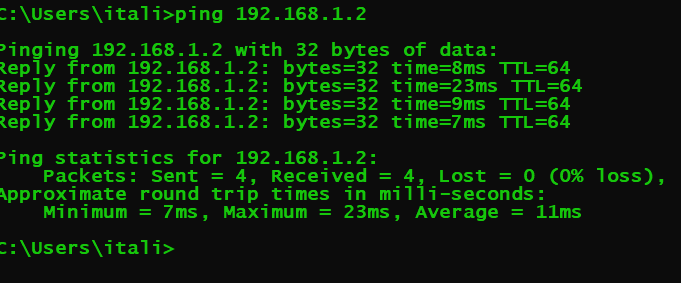 C:\Users\itali>ping 192.168.1.2
Pinging 192.168.1.2 with 32 bytes of data:
Reply from 192.168.1.2: bytes=32 time=8ms TTL=64
Reply from 192.168.1.2: bytes=32 time=23ms TTL=64
Reply from 192.168.1.2: bytes=32 time=9ms TTL=64
Reply from 192.168.1.2: bytes=32 time=7ms TTL=64
Ping statistics for 192.168.1.2:
    Packets: Sent = 4, Received = 4, Lost = 0 (0% loss),
Approximate round trip times in milli-seconds:
    Minimum = 7ms, Maximum = 23ms, Average = 11ms
C:\Users\itali>